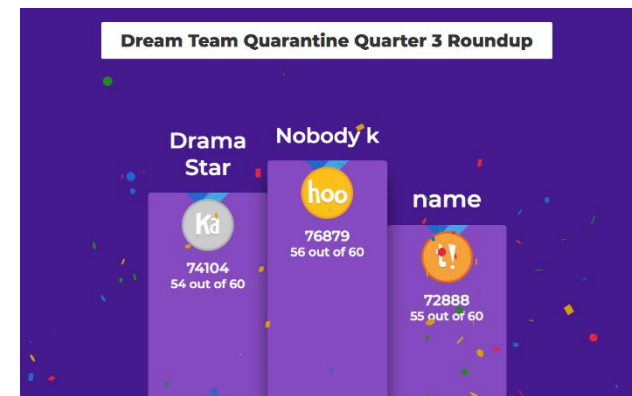 Dream Team Quarantine Quarter 3 Roundup
Drama
Star
Ka
74104
54 out of 60
Nobody k
hoo
76879
56 out of 60
name
t!
72888
55 out of 60